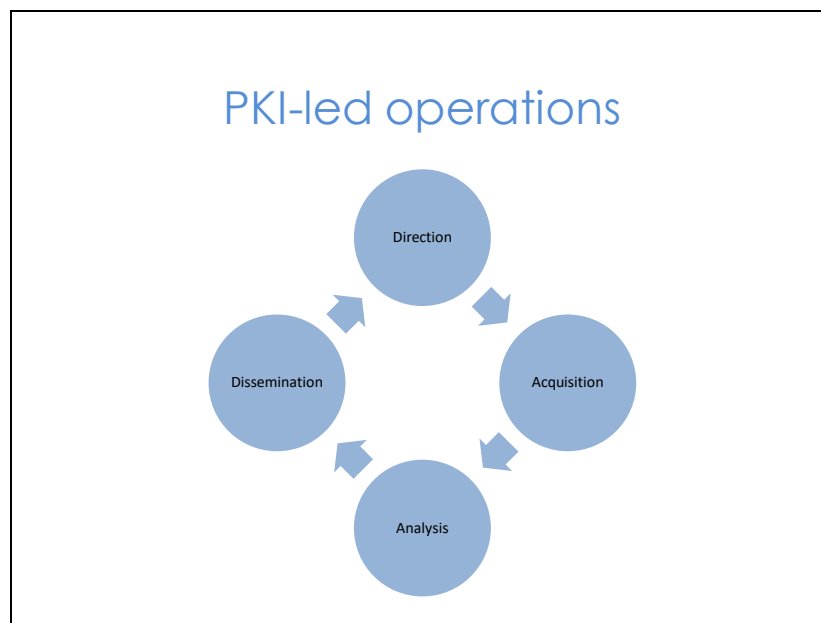 PKI-led operations
Direction
Dissemination
Acquisition
Analysis